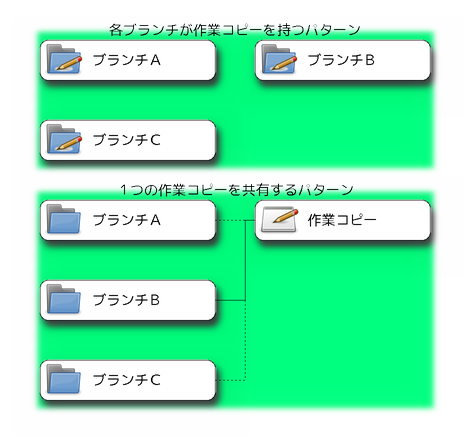 各ブランチが作業コピーを持つパターン
ブランチA
ブランチB
ブランチC
1つの作業コピーを共有するパターン
ブランチA
作業コピー
ブランチB
ブランチC